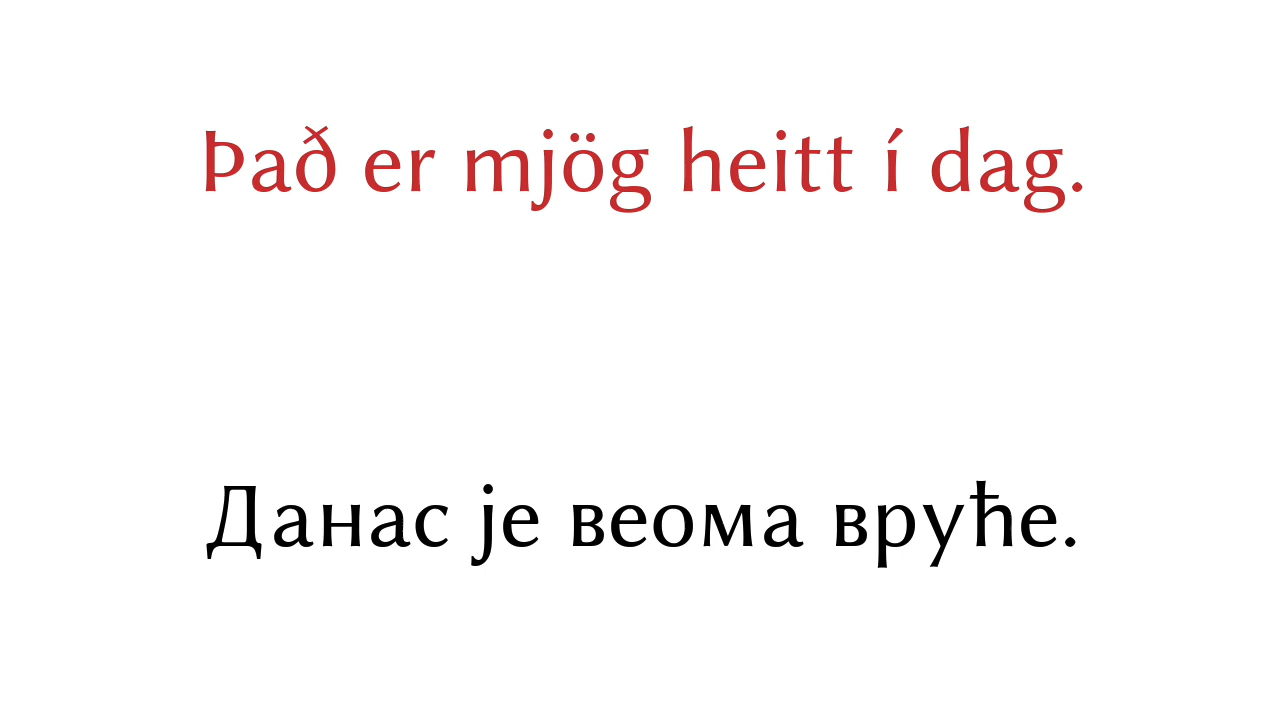 Það er mjög heitt í dag.
Данас је веома вруће.